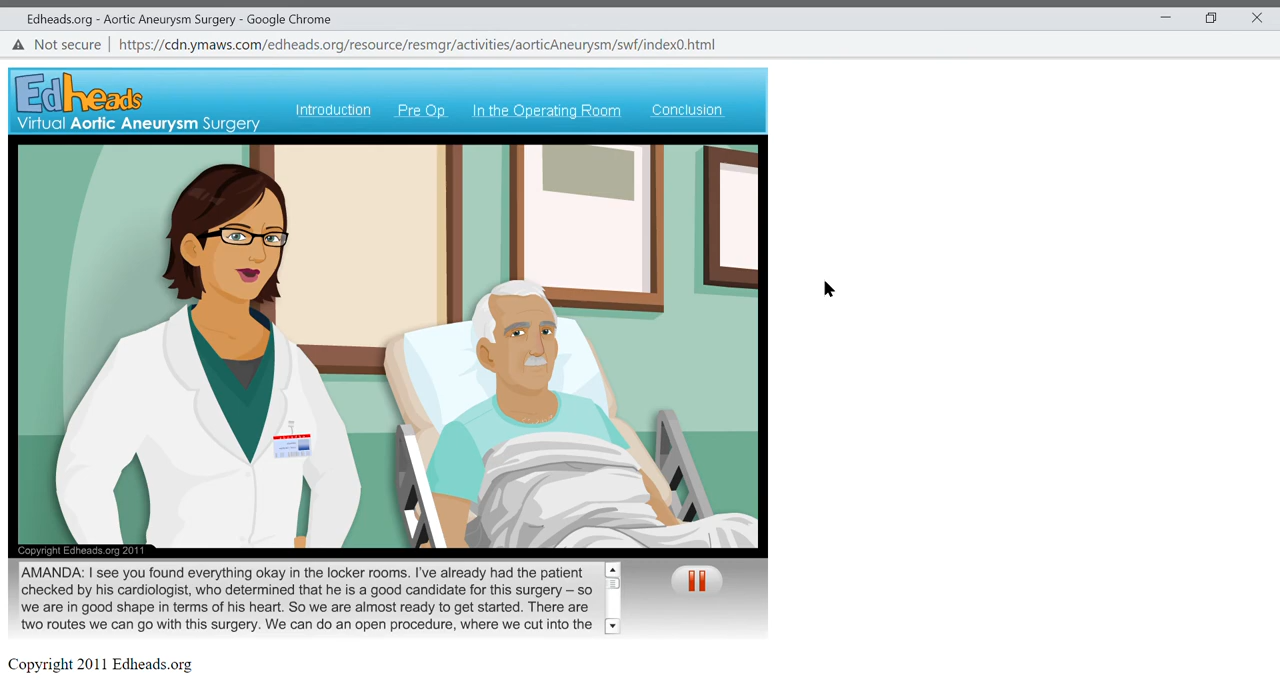 Edheads.org - Aortic Aneurysm Surgery - Google Chrome
Not secure | https://cdn.ymaws.com/edheads.org/resource/resmgr/activities/aorticAneurysm/swf/index0.html
Edheads
Virtual Aortic Aneurysm Surgery
Introduction Pre Op In the Operating Room Conclusion
Copyright Edheads.org 2011
AMANDA: I see you found everything okay in the locker rooms. I've already had the patient
checked by his cardiologist, who determined that he is a good candidate for this surgery – so
we are in good shape in terms of his heart. So we are almost ready to get started. There are
two routes we can go with this surgery. We can do an open procedure, where we cut into the
Copyright 2011 Edheads.org